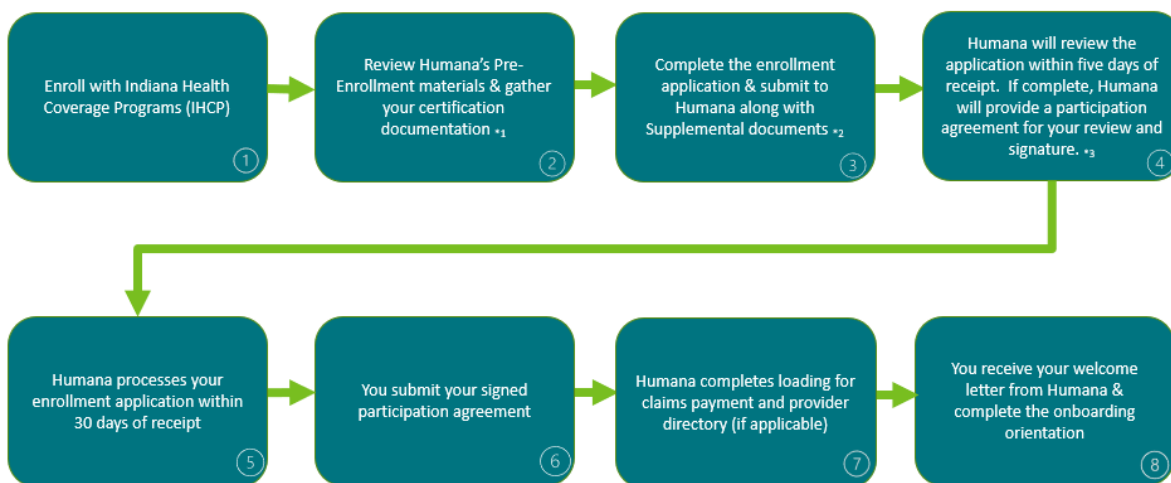 Enroll with Indiana Health
Coverage Programs (IHCP)
1
Review Humana’s Pre-
Enrollment materials & gather
your certification
documentation *1
2
Complete the enrollment
application & submit to
Humana along with
Supplemental documents *2
3
Humana will review the
application within five days of
receipt.  If complete, Humana
will provide a participation
agreement for your review and
signature. *3
4
Humana processes your
enrollment application within
30 days of receipt
5
You submit your signed
participation agreement
6
Humana completes loading for
claims payment and provider
directory (if applicable)
7
You receive your welcome
letter from Humana &
complete the onboarding
orientation
8